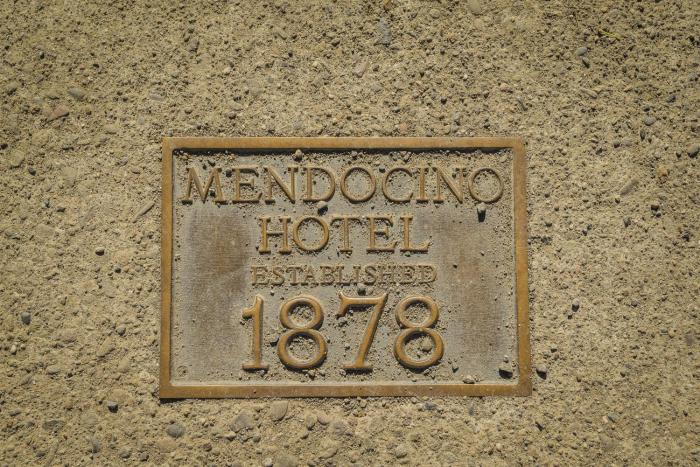 MENDOCINO
HOTEL
ESTABLISHED
1878